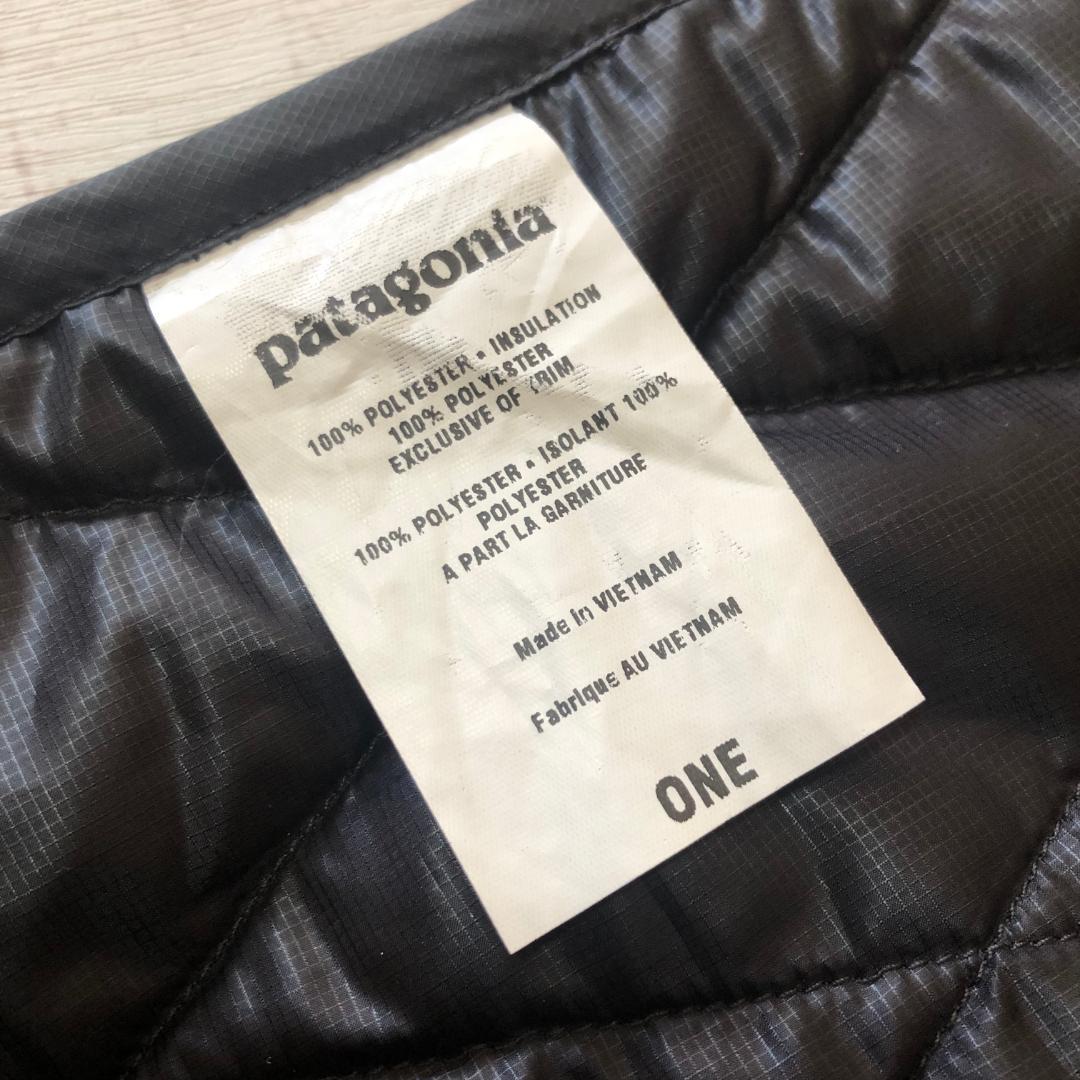 patagonia
100% POLYESTER • INSULATION
100% POLYESTER
EXCLUSIVE OF TRIM
100% POLYESTER • ISOLANT 100%
POLYESTER
A PART LA GARNITURE
Made in VIETNAM
Fabrique AU VIETNAM
ONE